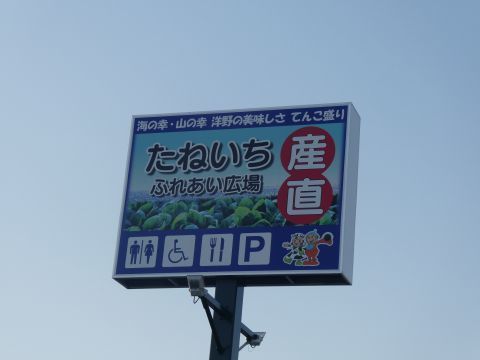 海の幸・山の幸 洋野の美味しさ てんこ盛り
たねいち
ふれあい広場
産
直
P